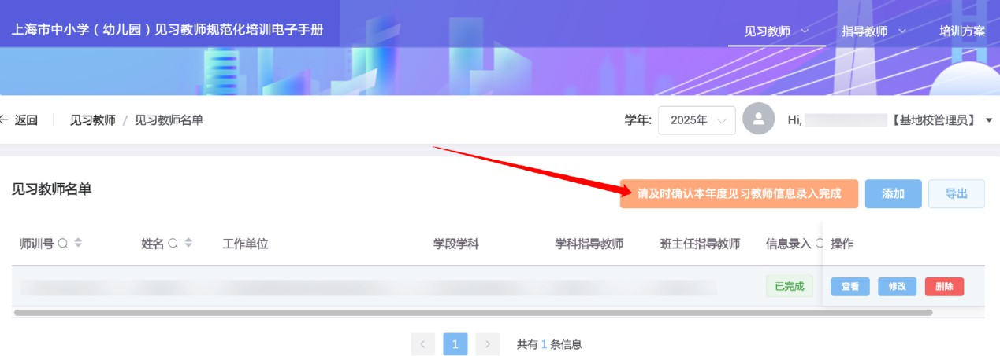 上海市中小学（幼儿园）见习教师规范化培训电子手册
见习教师 指导教师 培训方案
返回 见习教师 / 见习教师名单 学年: 2025年 Hi, 【基地校管理员】
见习教师名单 请及时确认本年度见习教师信息录入完成 添加 导出
师训号 姓名 工作单位 学段学科 学科指导教师 班主任指导教师 信息录入 操作
已完成 查看 修改 删除
1 共有 1 条信息